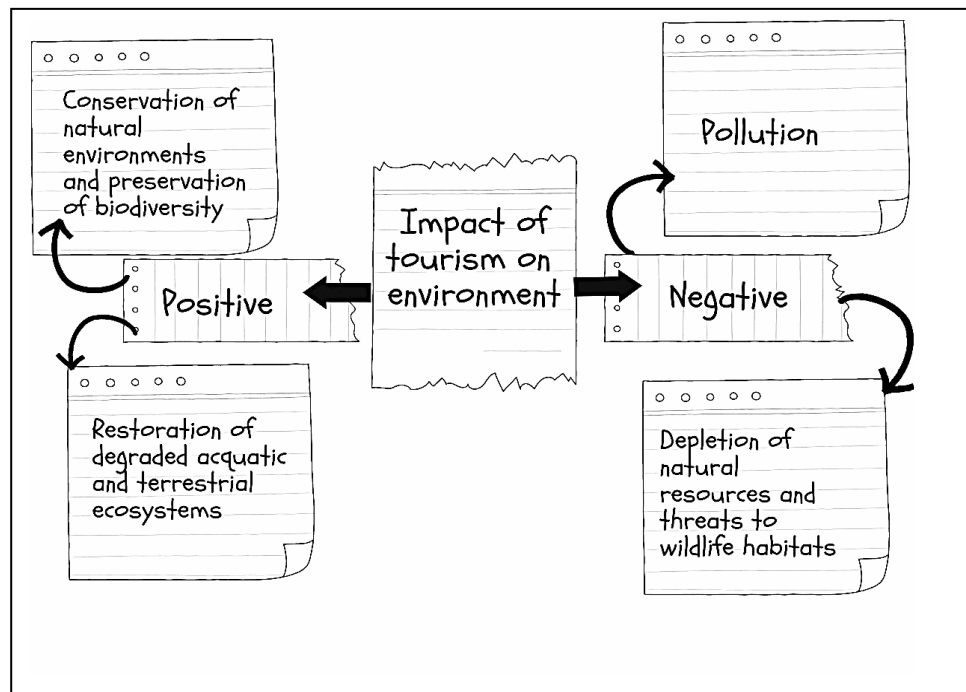 Conservation of
natural
environments
and preservation
of biodiversity
Pollution
Impact of
tourism on
environment
Positive
Negative
Restoration of
degraded acquatic
and terrestrial
ecosystems
Depletion of
natural
resources and
threats to
wildlife habitats